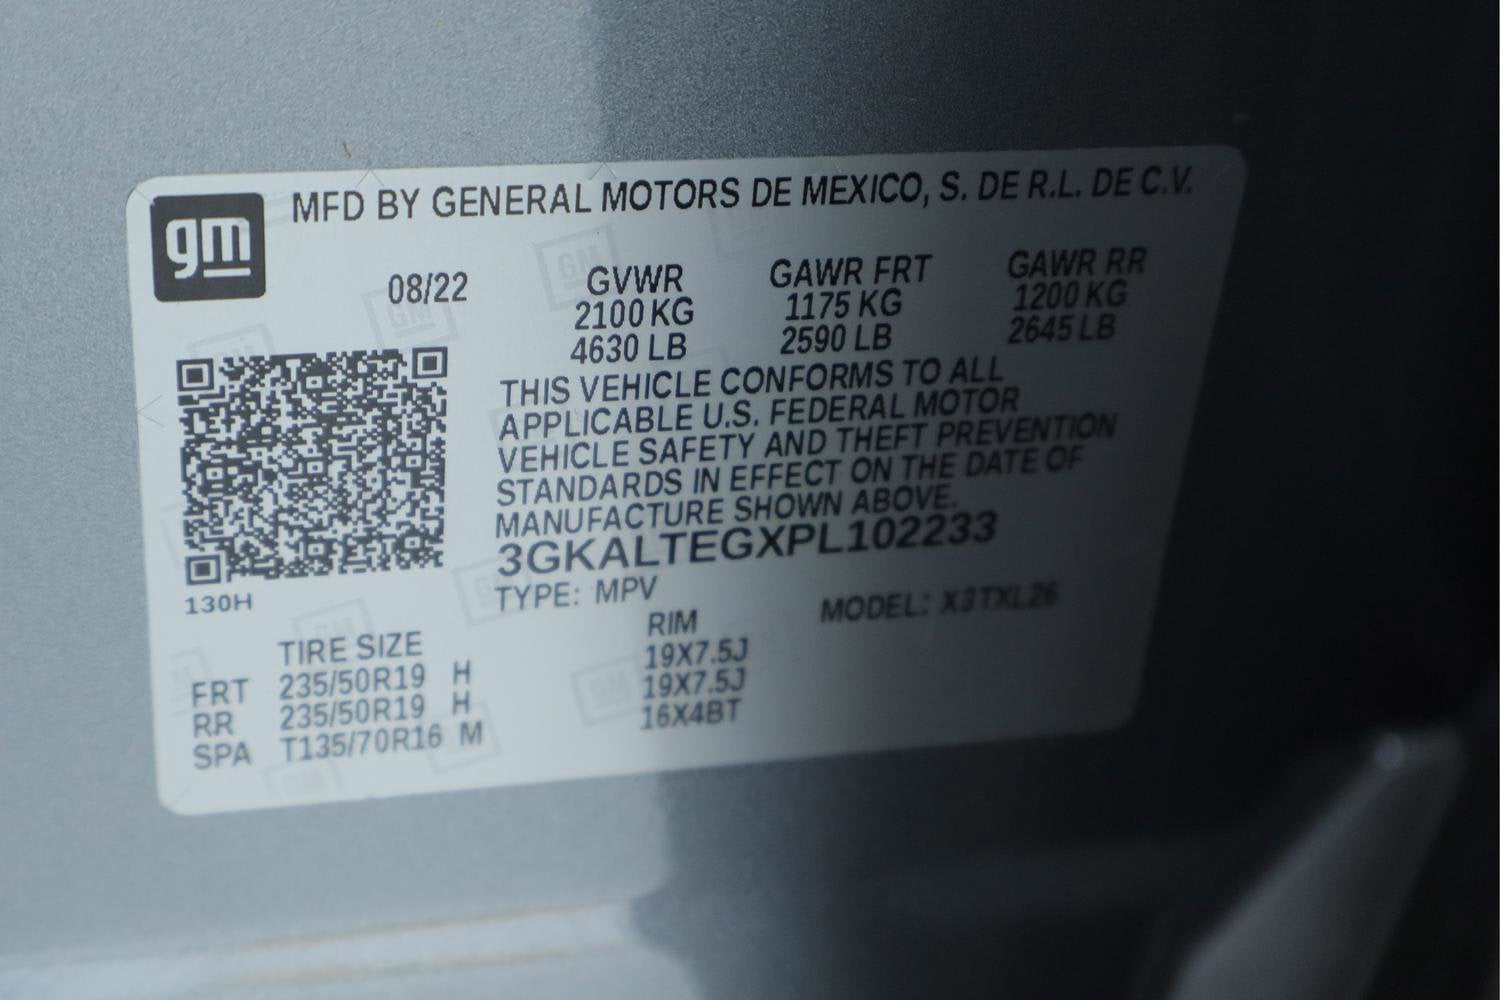 gm
MFD BY GENERAL MOTORS DE MEXICO, S. DE R.L. DE C.V.
08/22 GVWR GAWR FRT GAWR RR
2100 KG 1175 KG 1200 KG
4630 LB 2590 LB 2645 LB
THIS VEHICLE CONFORMS TO ALL
APPLICABLE U.S. FEDERAL MOTOR
VEHICLE SAFETY AND THEFT PREVENTION
STANDARDS IN EFFECT ON THE DATE OF
MANUFACTURE SHOWN ABOVE.
3GKALTEGXPL102233
130H
TYPE: MPV MODEL: X3TXL26
TIRE SIZE RIM
FRT 235/50R19 H 19X7.5J
RR 235/50R19 H 19X7.5J
SPA T135/70R16 M 16X4BT